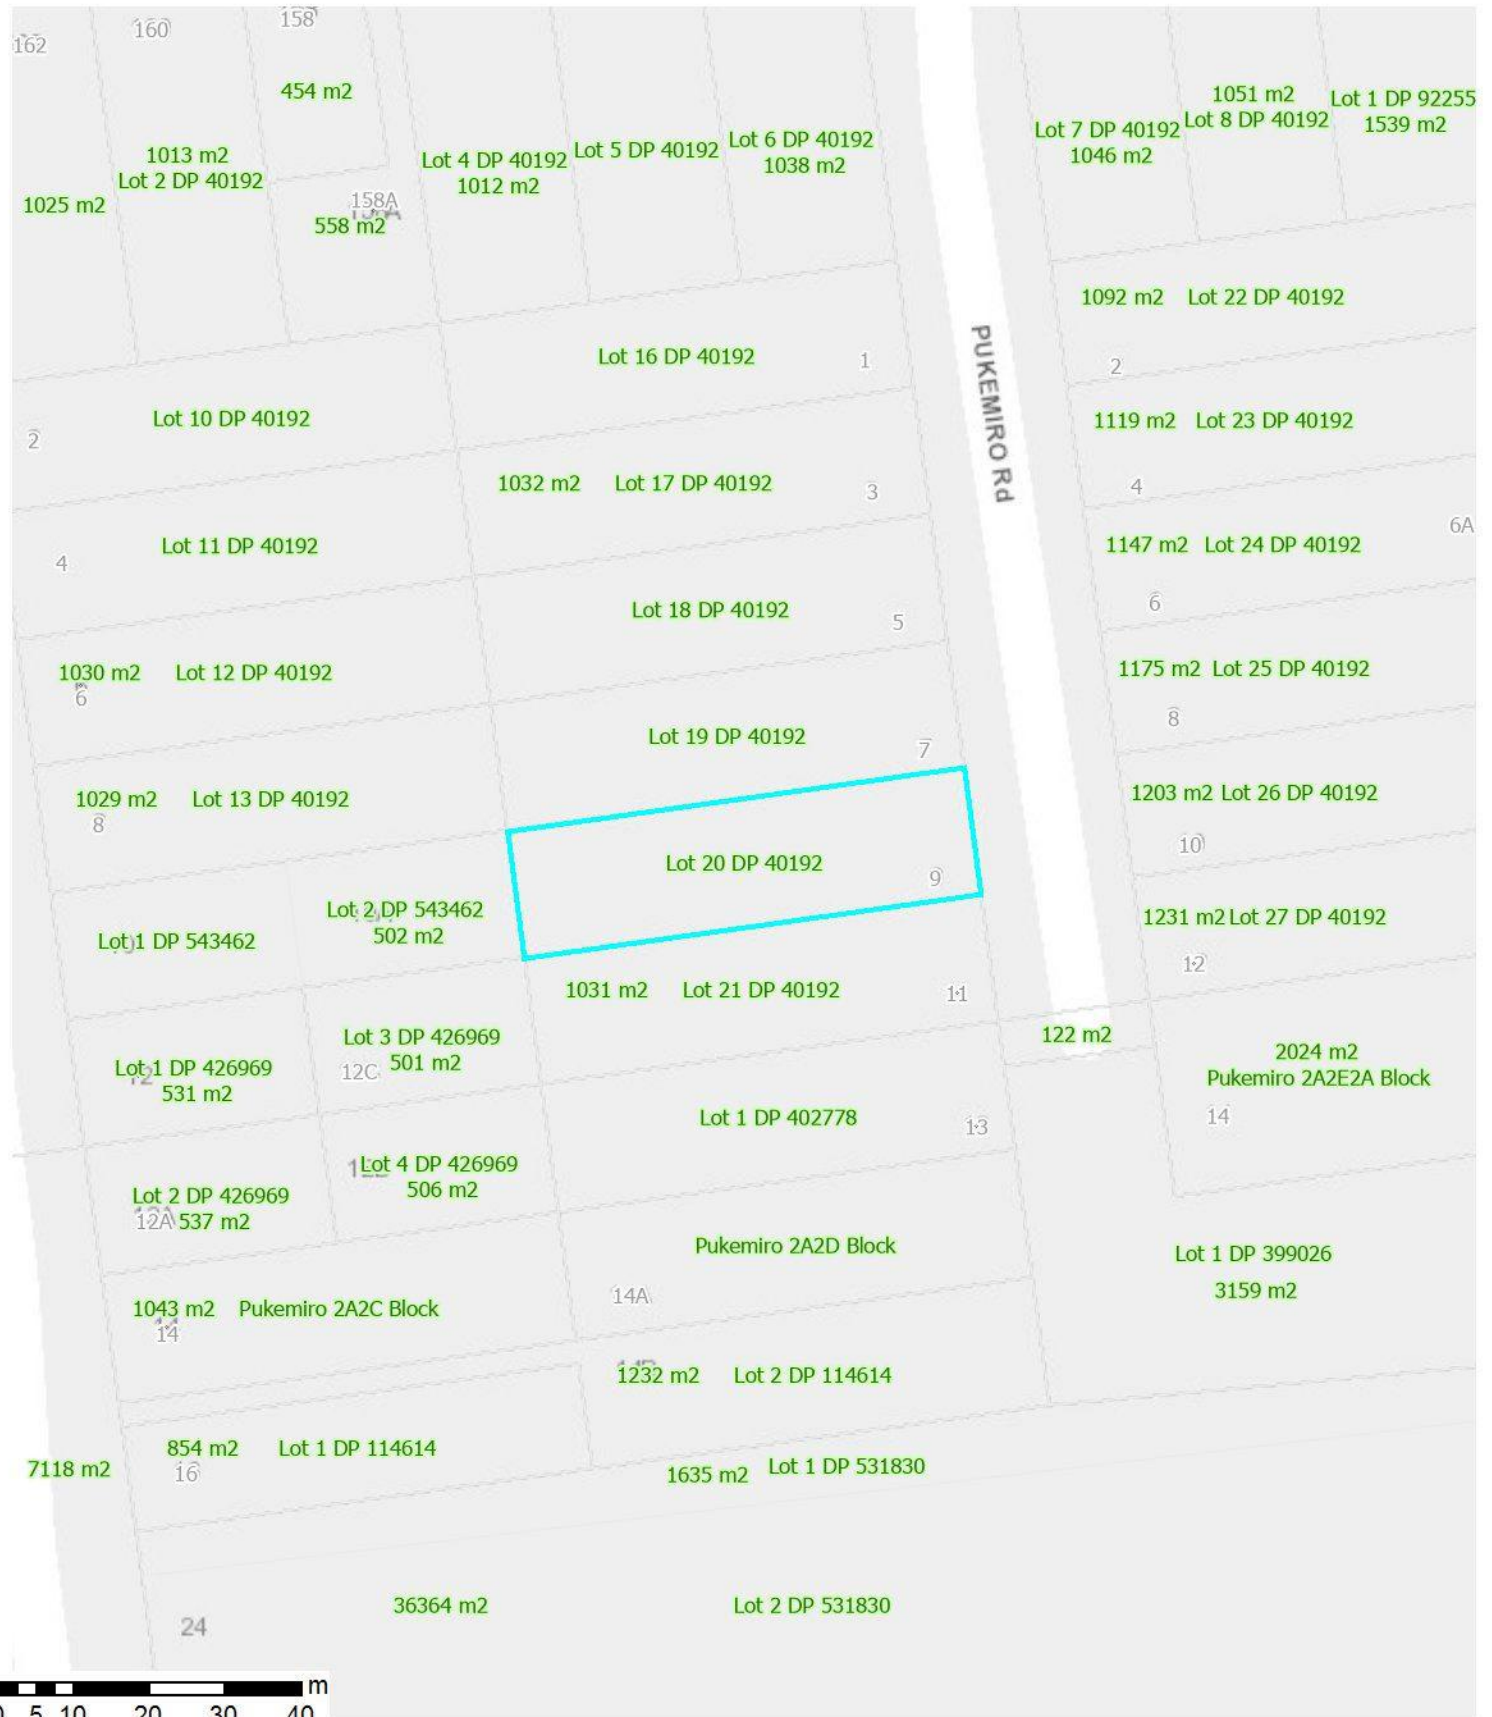 162
160
158
454 m2
1013 m2
Lot 2 DP 40192
1025 m2
158A
558 m2
Lot 4 DP 40192
1012 m2
Lot 5 DP 40192
Lot 6 DP 40192
1038 m2
Lot 7 DP 40192
1046 m2
1051 m2
Lot 8 DP 40192
Lot 1 DP 92255
1539 m2
1092 m2 Lot 22 DP 40192
2
PUKEMIRO Rd
Lot 16 DP 40192
1
Lot 10 DP 40192
2
1119 m2 Lot 23 DP 40192
4
1032 m2 Lot 17 DP 40192
3
Lot 11 DP 40192
4
1147 m2 Lot 24 DP 40192
6A
6
Lot 18 DP 40192
5
1030 m2 Lot 12 DP 40192
6
1175 m2 Lot 25 DP 40192
8
Lot 19 DP 40192
7
1029 m2 Lot 13 DP 40192
8
1203 m2 Lot 26 DP 40192
10
Lot 20 DP 40192
9
Lot 2 DP 543462
502 m2
Lot 1 DP 543462
1231 m2 Lot 27 DP 40192
12
1031 m2 Lot 21 DP 40192
11
Lot 3 DP 426969
501 m2
12C
Lot 1 DP 426969
12
531 m2
122 m2
2024 m2
Pukemiro 2A2E2A Block
14
Lot 1 DP 402778
13
Lot 4 DP 426969
506 m2
Lot 2 DP 426969
12A 537 m2
Pukemiro 2A2D Block
14A
Lot 1 DP 399026
3159 m2
1043 m2 Pukemiro 2A2C Block
14
1232 m2 Lot 2 DP 114614
854 m2 Lot 1 DP 114614
16
7118 m2
1635 m2 Lot 1 DP 531830
36364 m2
Lot 2 DP 531830
24
m
0 5 10 20 30 40